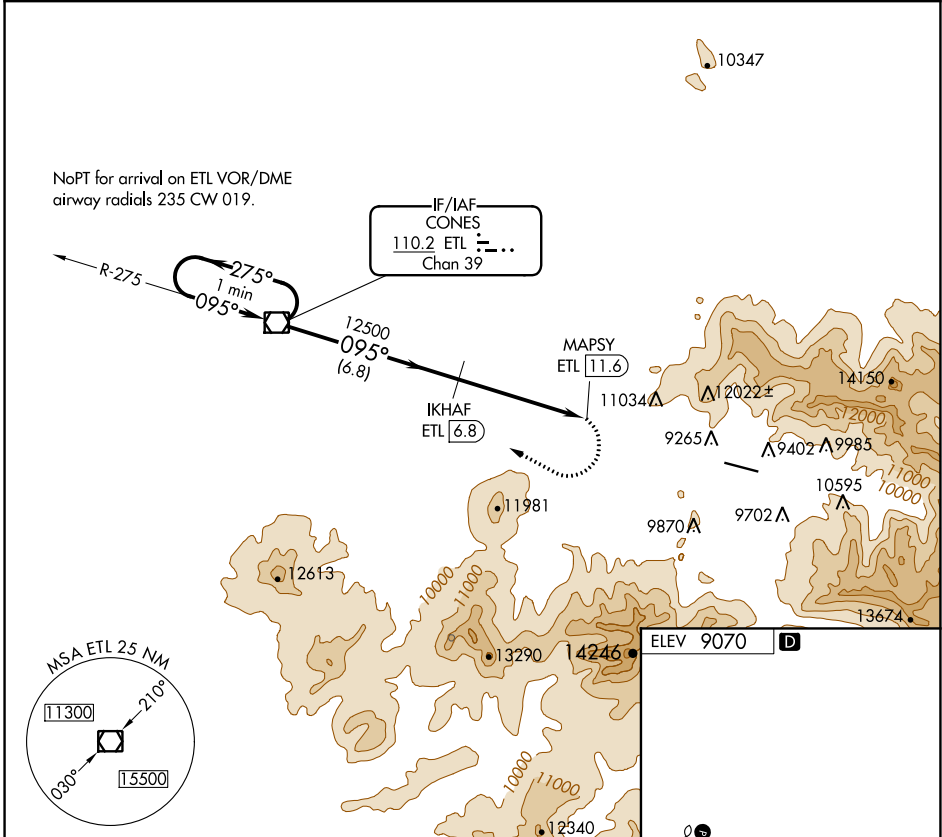 10347
NoPT for arrival on ETL VOR/DME
airway radials 235 CW 019.
IF/IAF
CONES
110.2 ETL
Chan 39
R-275
275°
1 min
095°
12500
095°
(6.8)
MAPSY
ETL 11.6
IKHAF
ETL 6.8
14150
11034
12022±
12000
9265
9402
9985
11000
10000
10595
9870
9702
11981
12613
10000
11000
13674
13290
14246
ELEV 9070 D
MSA ETL 25 NM
210°
11300
15500
030°
10000
11000
12340
P